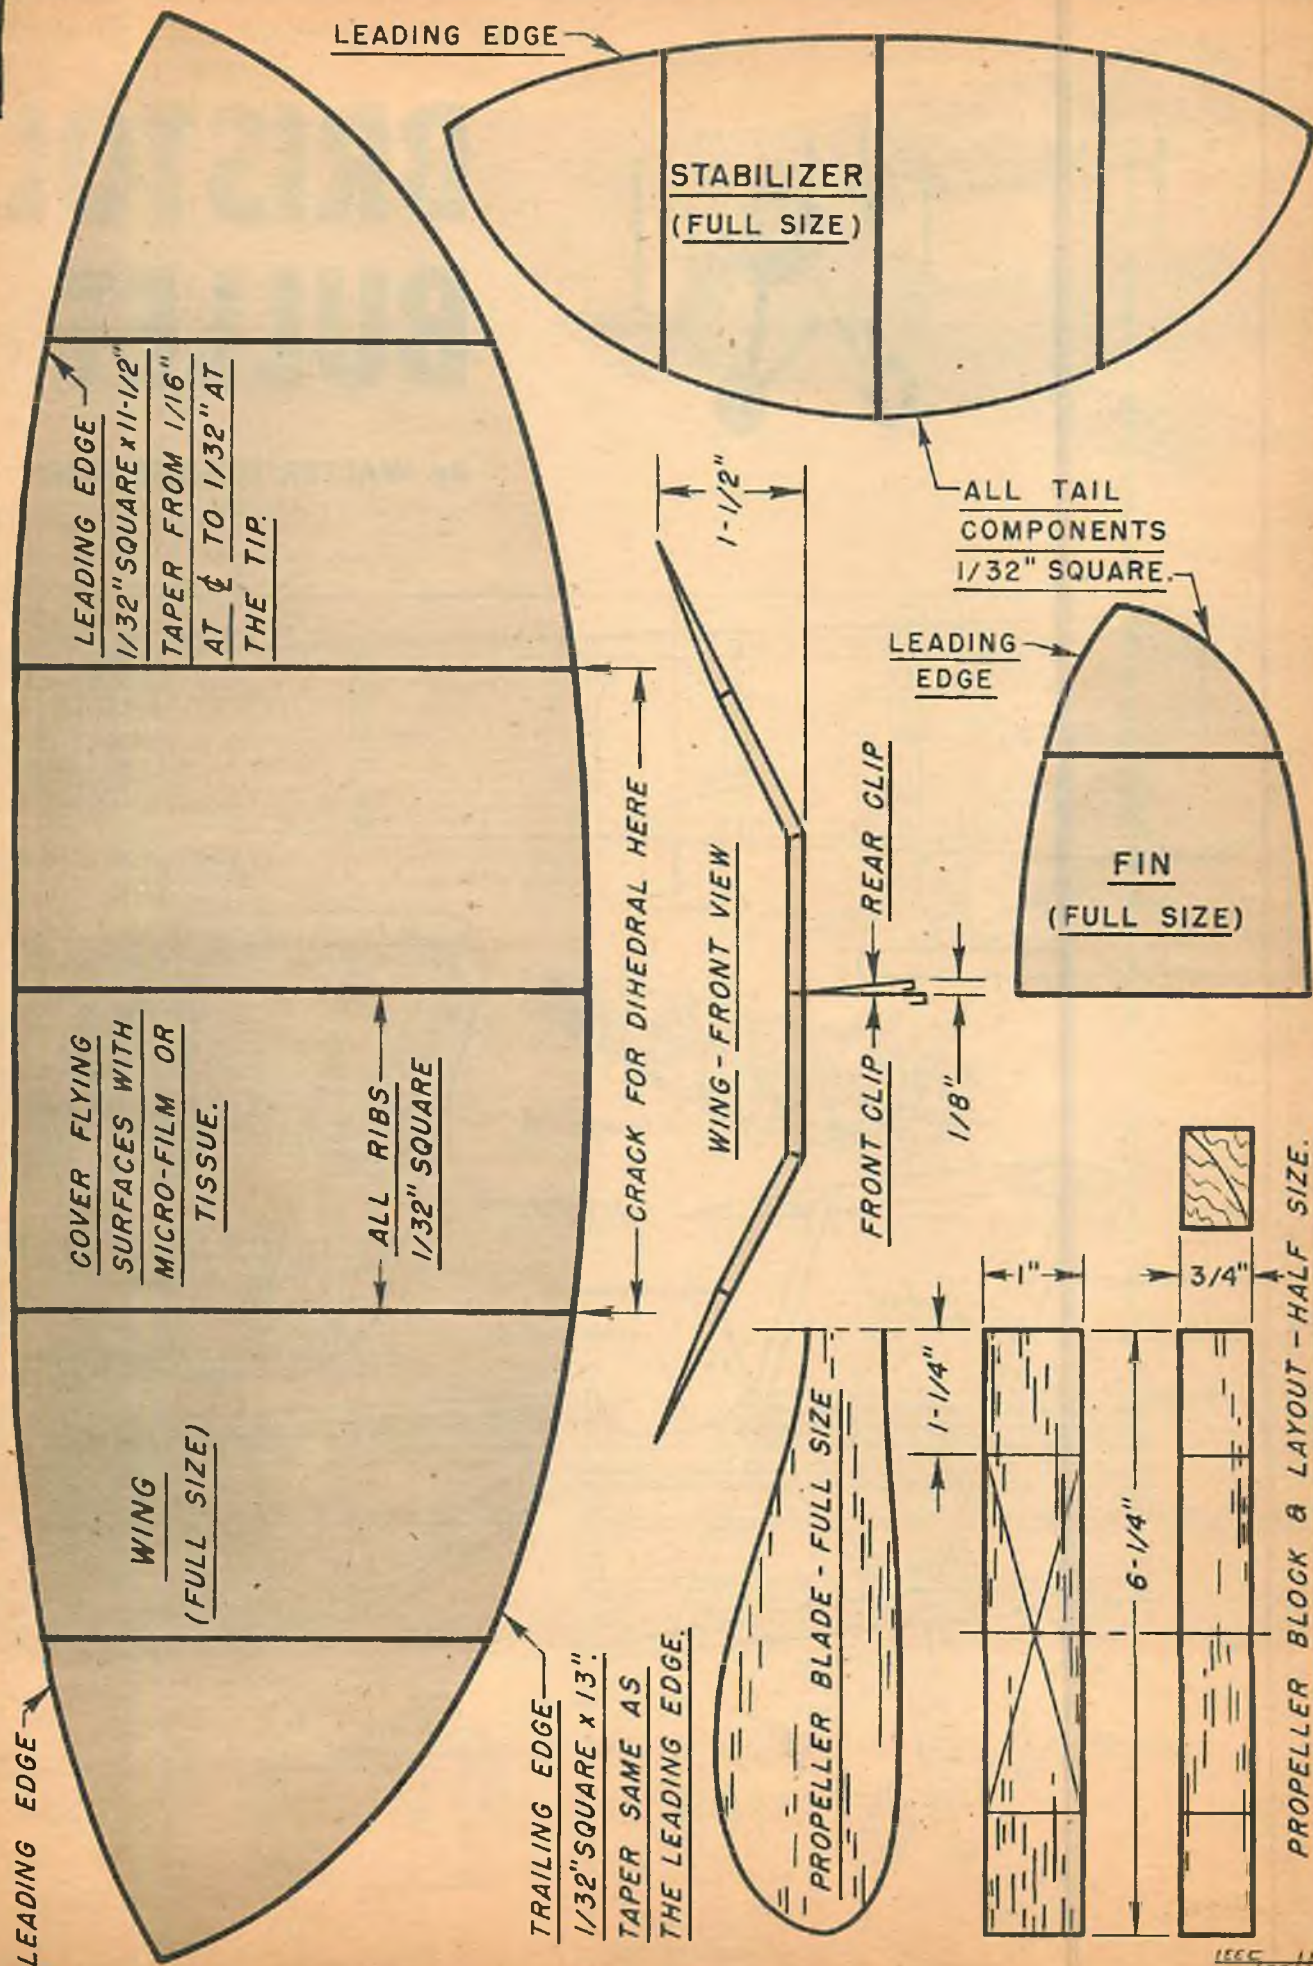 LEADING EDGE
STABILIZER
(FULL SIZE)
ALL TAIL
COMPONENTS
1/32" SQUARE.
LEADING
EDGE
FIN
(FULL SIZE)
LEADING EDGE
1/32" SQUARE x 11-1/2"
TAPER FROM 1/16"
AT ℄ TO 1/32" AT
THE TIP.
COVER FLYING
SURFACES WITH
MICRO-FILM OR
TISSUE.
ALL RIBS
1/32" SQUARE
WING
(FULL SIZE)
LEADING EDGE
TRAILING EDGE
1/32" SQUARE x 13".
TAPER SAME AS
THE LEADING EDGE.
CRACK FOR DIHEDRAL HERE
1-1/2"
WING - FRONT VIEW
FRONT CLIP
REAR CLIP
1/8"
PROPELLER BLADE - FULL SIZE
1-1/4"
1"
6-1/4"
3/4"
PROPELLER BLOCK & LAYOUT - HALF SIZE.